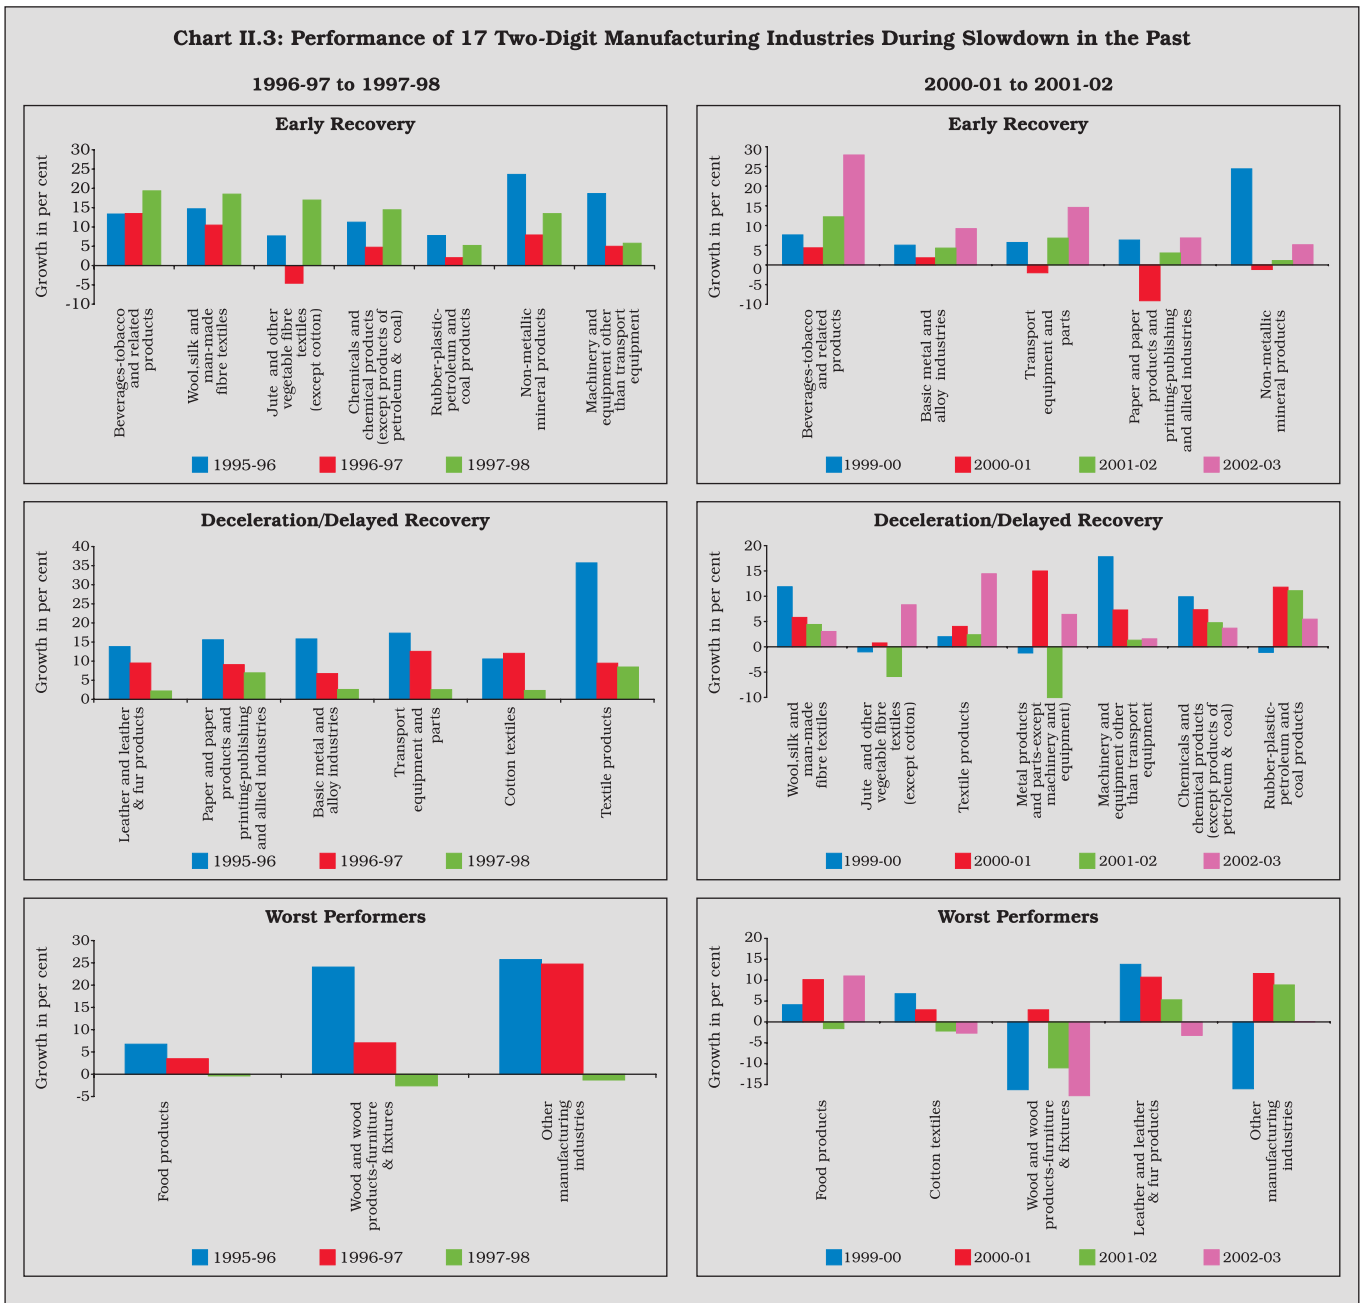 Chart II.3: Performance of 17 Two-Digit Manufacturing Industries During Slowdown in the Past
1996-97 to 1997-98
Early Recovery
Growth in per cent
30
25
20
15
10
5
0
-5
-10
Beverages-tobacco
and related
products
Wool,silk and
man-made
fibre textiles
Jute and other
vegetable fibre
textiles
(except cotton)
Chemicals and
chemical products
(except products of
petroleum & coal)
Rubber-plastic-
petroleum and
coal products
Non-metallic
mineral products
Machinery and
equipment other
than transport
equipment
1995-96 1996-97 1997-98
Deceleration/Delayed Recovery
Growth in per cent
40
35
30
25
20
15
10
5
0
Leather and leather
& fur products
Paper and paper
products and
printing-publishing
and allied industries
Basic metal and
alloy industries
Transport
equipment and
parts
Cotton textiles
Textile products
1995-96 1996-97 1997-98
Worst Performers
Growth in per cent
30
25
20
15
10
5
0
-5
Food products
Wood and wood
products-furniture
& fixtures
Other
manufacturing
industries
1995-96 1996-97 1997-98
2000-01 to 2001-02
Early Recovery
Growth in per cent
30
25
20
15
10
5
0
-5
-10
Beverages-tobacco
and related
products
Basic metal and
alloy industries
Transport
equipment and
parts
Paper and paper
products and
printing-publishing
and allied industries
Non-metallic
mineral products
1999-00 2000-01 2001-02 2002-03
Deceleration/Delayed Recovery
Growth in per cent
20
15
10
5
0
-5
-10
Wool,silk and
man-made
fibre textiles
Jute and other
vegetable fibre
textiles
(except cotton)
Textile products
Metal products
and parts-except
machinery and
equipment)
Machinery and
equipment other
than transport
equipment
Chemicals and
chemical products
(except products of
petroleum & coal)
Rubber-plastic-
petroleum and
coal products
1999-00 2000-01 2001-02 2002-03
Worst Performers
Growth in per cent
20
15
10
5
0
-5
-10
-15
Food products
Cotton textiles
Wood and wood
products-furniture
& fixtures
Leather and leather
& fur products
Other
manufacturing
industries
1999-00 2000-01 2001-02 2002-03